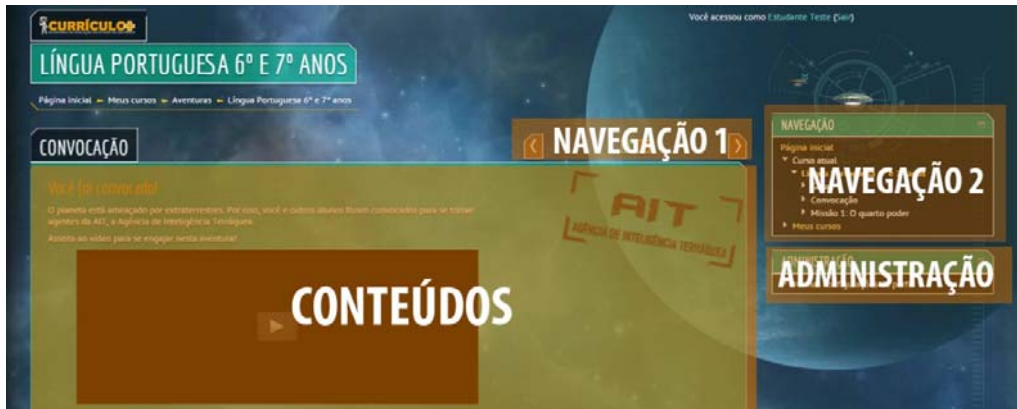 CURRÍCULO+
Você acessou como Estudante Teste (Sair)
LÍNGUA PORTUGUESA 6º E 7º ANOS
Página inicial Meus cursos Aventuras Língua Portuguesa 6º e 7º anos
CONVOCAÇÃO
NAVEGAÇÃO 1
Você foi convocado!
O planeta está ameaçado por extraterrestres. Por isso, você e outros alunos foram convocados para se tornar
agentes da AIT, a Agência de Inteligência Terráquea.
Assista ao vídeo para se engajar nesta aventura!
AIT
AGÊNCIA DE INTELIGÊNCIA TERRÁQUEA
CONTEÚDOS
NAVEGAÇÃO
Página inicial
Curso atual
NAVEGAÇÃO 2
Convocação
Missão 1: O quarto poder
Meus cursos
ADMINISTRAÇÃO
ADMINISTRAÇÃO